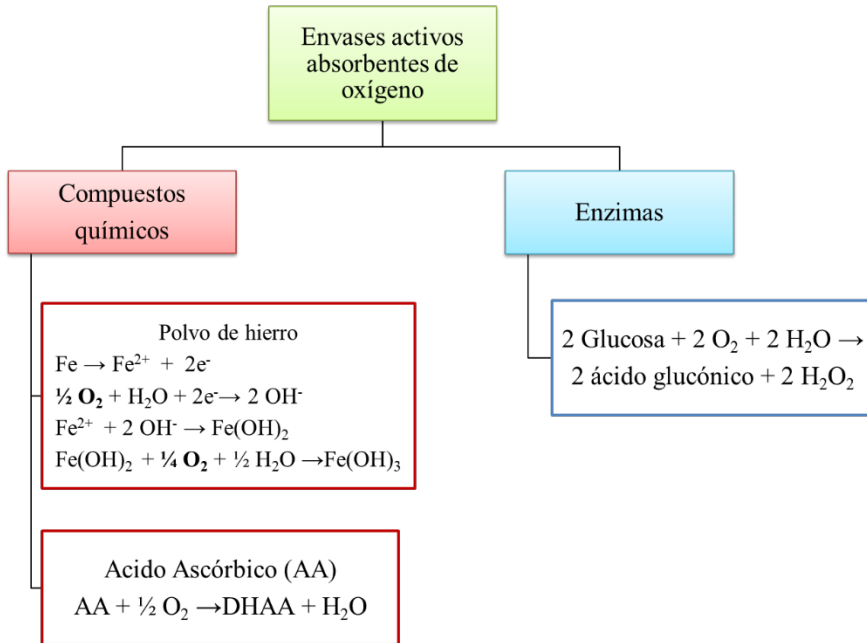 Envases activos
absorbentes de
oxígeno
Compuestos
químicos
Enzimas
Polvo de hierro
Fe → Fe²⁺ + 2e⁻
½ O₂ + H₂O + 2e⁻→ 2 OH⁻
Fe²⁺ + 2 OH⁻ → Fe(OH)₂
Fe(OH)₂ + ¼ O₂ + ½ H₂O →Fe(OH)₃
2 Glucosa + 2 O₂ + 2 H₂O →
2 ácido glucónico + 2 H₂O₂
Acido Ascórbico (AA)
AA + ½ O₂ →DHAA + H₂O